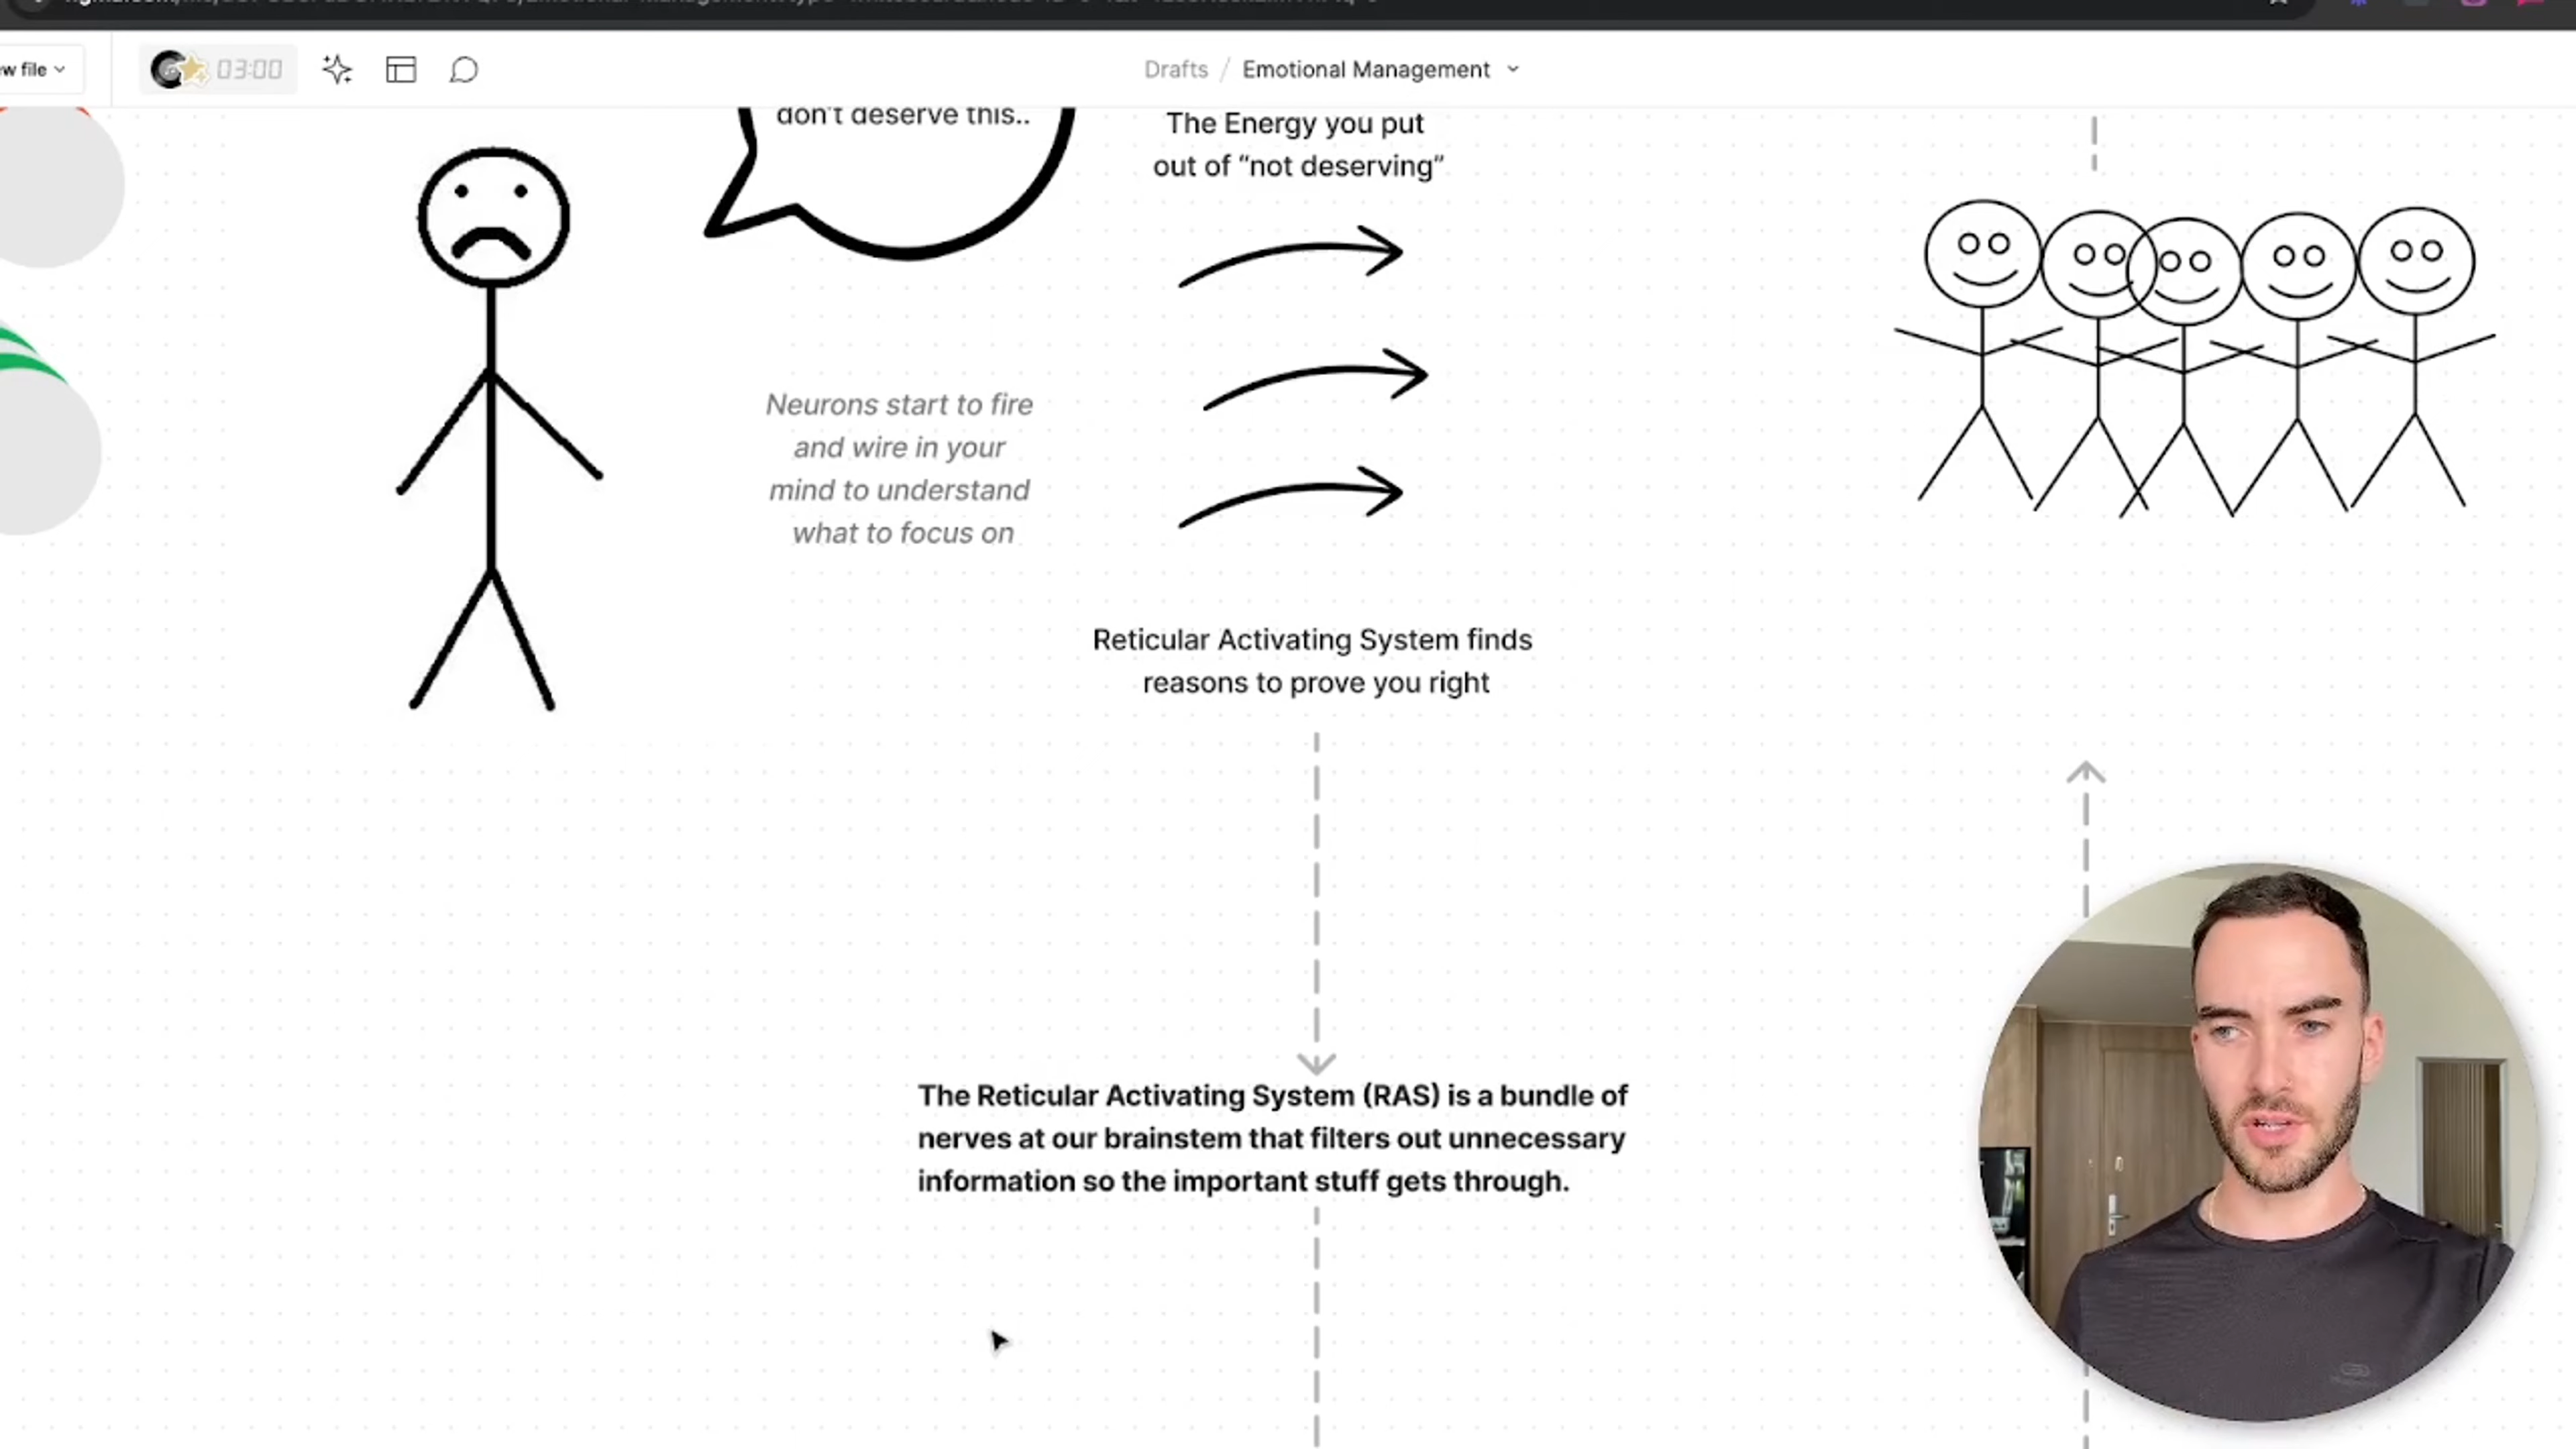 w file
03:00
Drafts / Emotional Management
don't deserve this..
The Energy you put
out of “not deserving”
Neurons start to fire
and wire in your
mind to understand
what to focus on
Reticular Activating System finds
reasons to prove you right
The Reticular Activating System (RAS) is a bundle of
nerves at our brainstem that filters out unnecessary
information so the important stuff gets through.